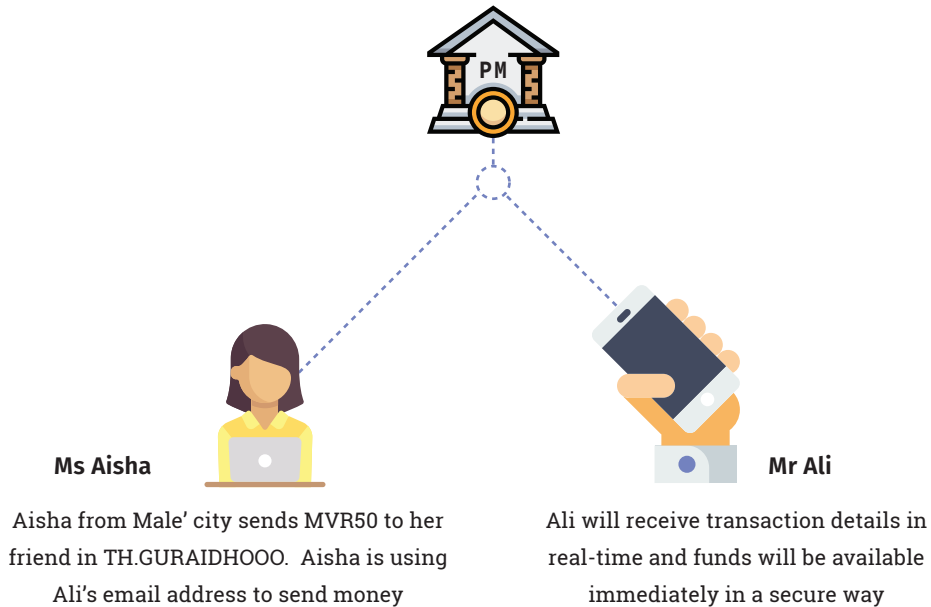 PM
Ms Aisha
Aisha from Male' city sends MVR50 to her
friend in TH.GURAIDHOOO.  Aisha is using
Ali's email address to send money
Mr Ali
Ali will receive transaction details in
real-time and funds will be available
immediately in a secure way